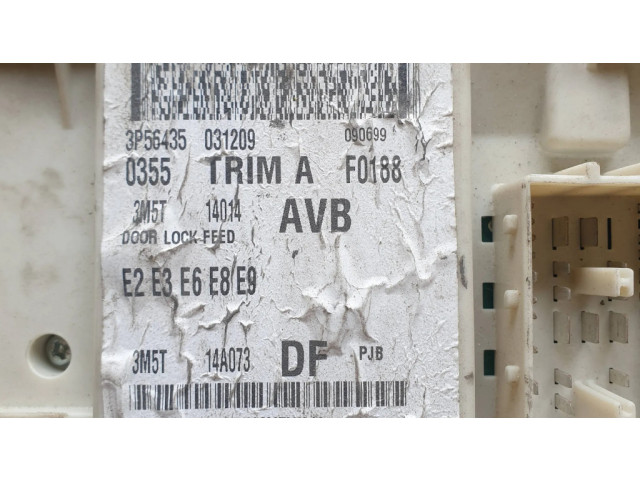 3P56435 031209 090699
0355 TRIM A F0188
3M5T 14014 AVB
DOOR LOCK FEED
E2 E3 E6 E8 E9
3M5T 14A073 DF PJB